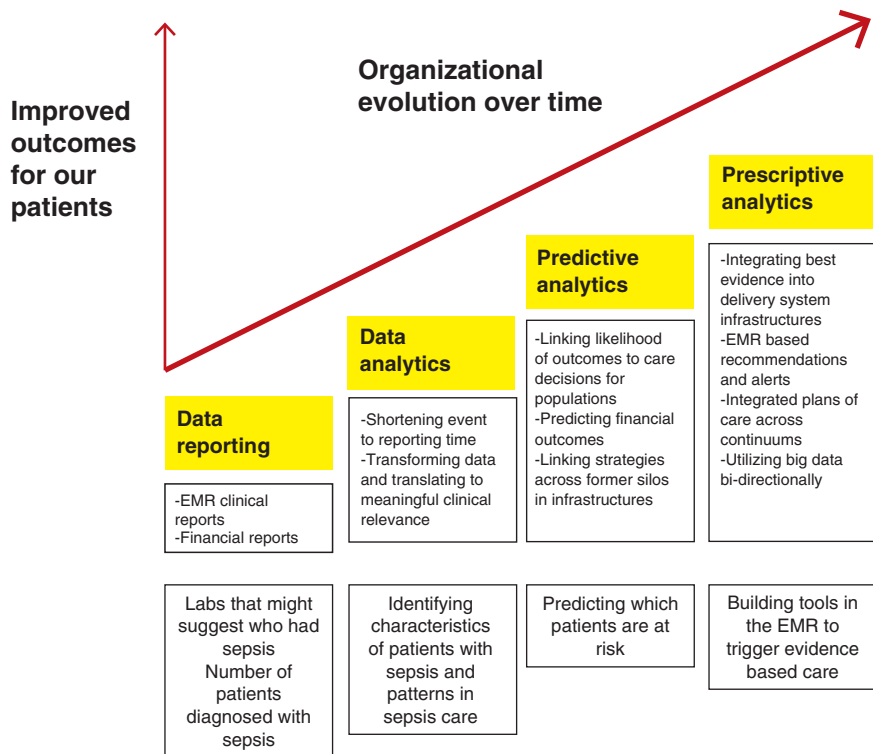 Improved
outcomes
for our
patients
Organizational
evolution over time
Data
reporting
-EMR clinical
reports
-Financial reports
Labs that might
suggest who had
sepsis
Number of
patients
diagnosed with
sepsis
Data
analytics
-Shortening event
to reporting time
-Transforming data
and translating to
meaningful clinical
relevance
Identifying
characteristics
of patients with
sepsis and
patterns in
sepsis care
Predictive
analytics
-Linking likelihood
of outcomes to care
decisions for
populations
-Predicting financial
outcomes
-Linking strategies
across former silos
in infrastructures
Predicting which
patients are at
risk
Prescriptive
analytics
-Integrating best
evidence into
delivery system
infrastructures
-EMR based
recommendations
and alerts
-Integrated plans of
care across
continuums
-Utilizing big data
bi-directionally
Building tools in
the EMR to
trigger evidence
based care